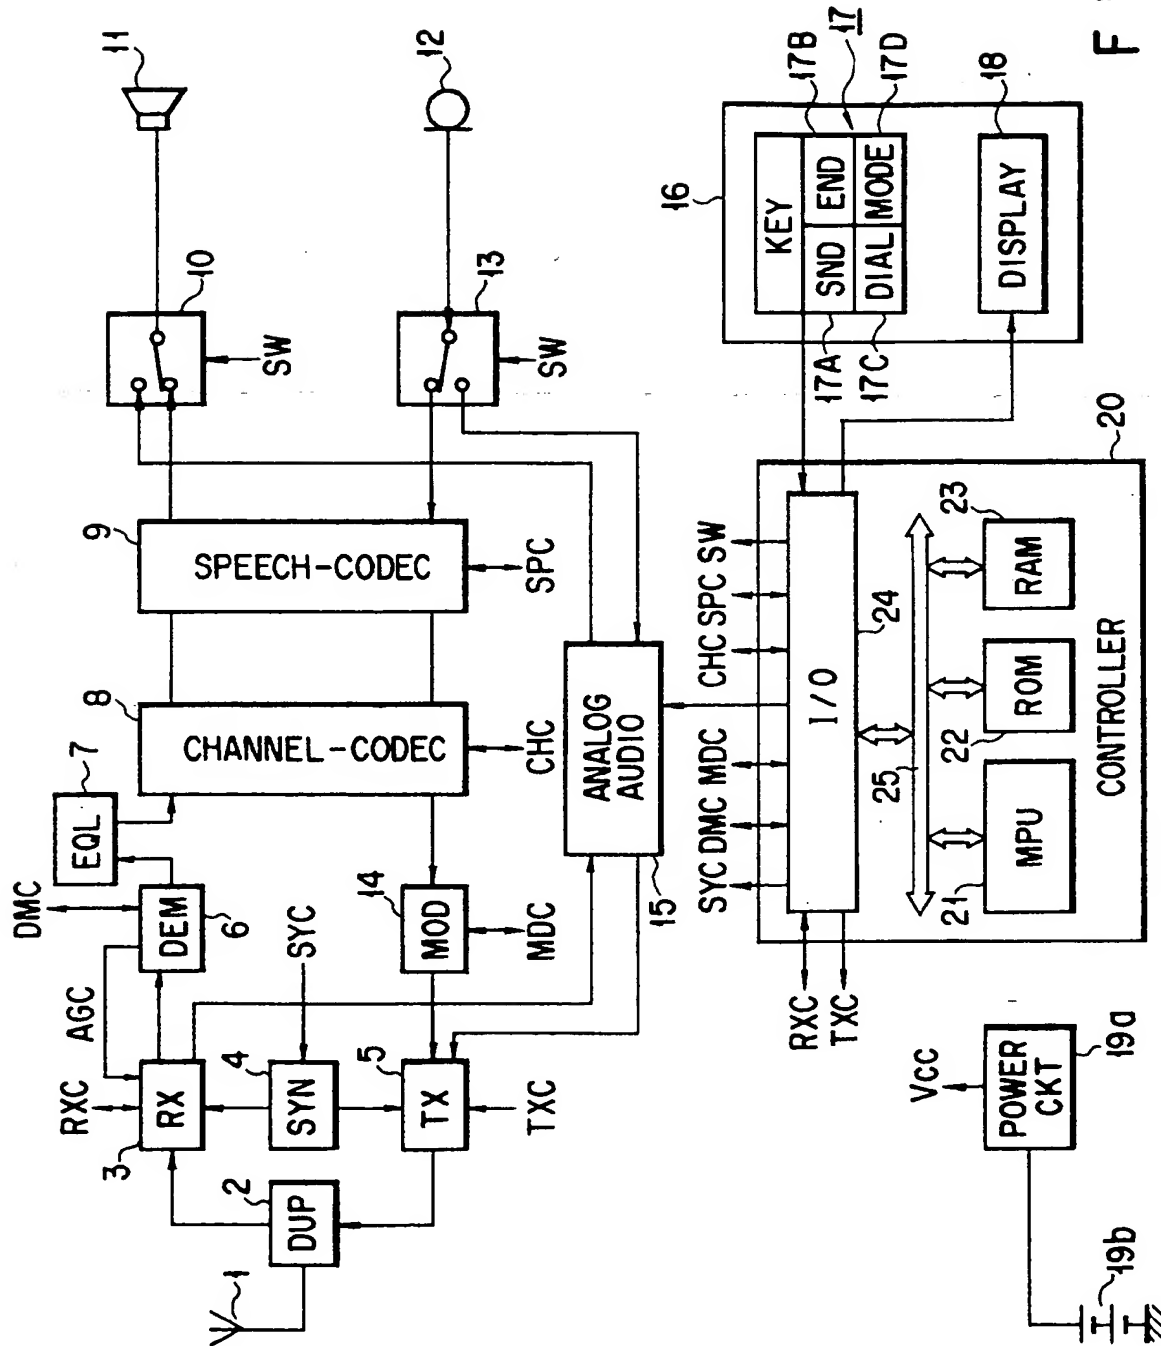 11
12
10
SW
13
SW
9
SPEECH-CODEC
SPC
8
CHANNEL-CODEC
CHC
7
EQL
DMC
DEM
6
AGC
14
MOD
MDC
SYC
ANALOG AUDIO
15
RXC
RX
3
4
SYN
5
TX
TXC
2
DUP
1
F
16
17
KEY
SND
END
DIAL
MODE
17A
17B
17C
17D
DISPLAY
18
20
SYC DMC MDC
CHC SPC SW
I/O
24
25
RXC
TXC
MPU
21
ROM
22
RAM
23
CONTROLLER
Vcc
POWER CKT
19a
19b